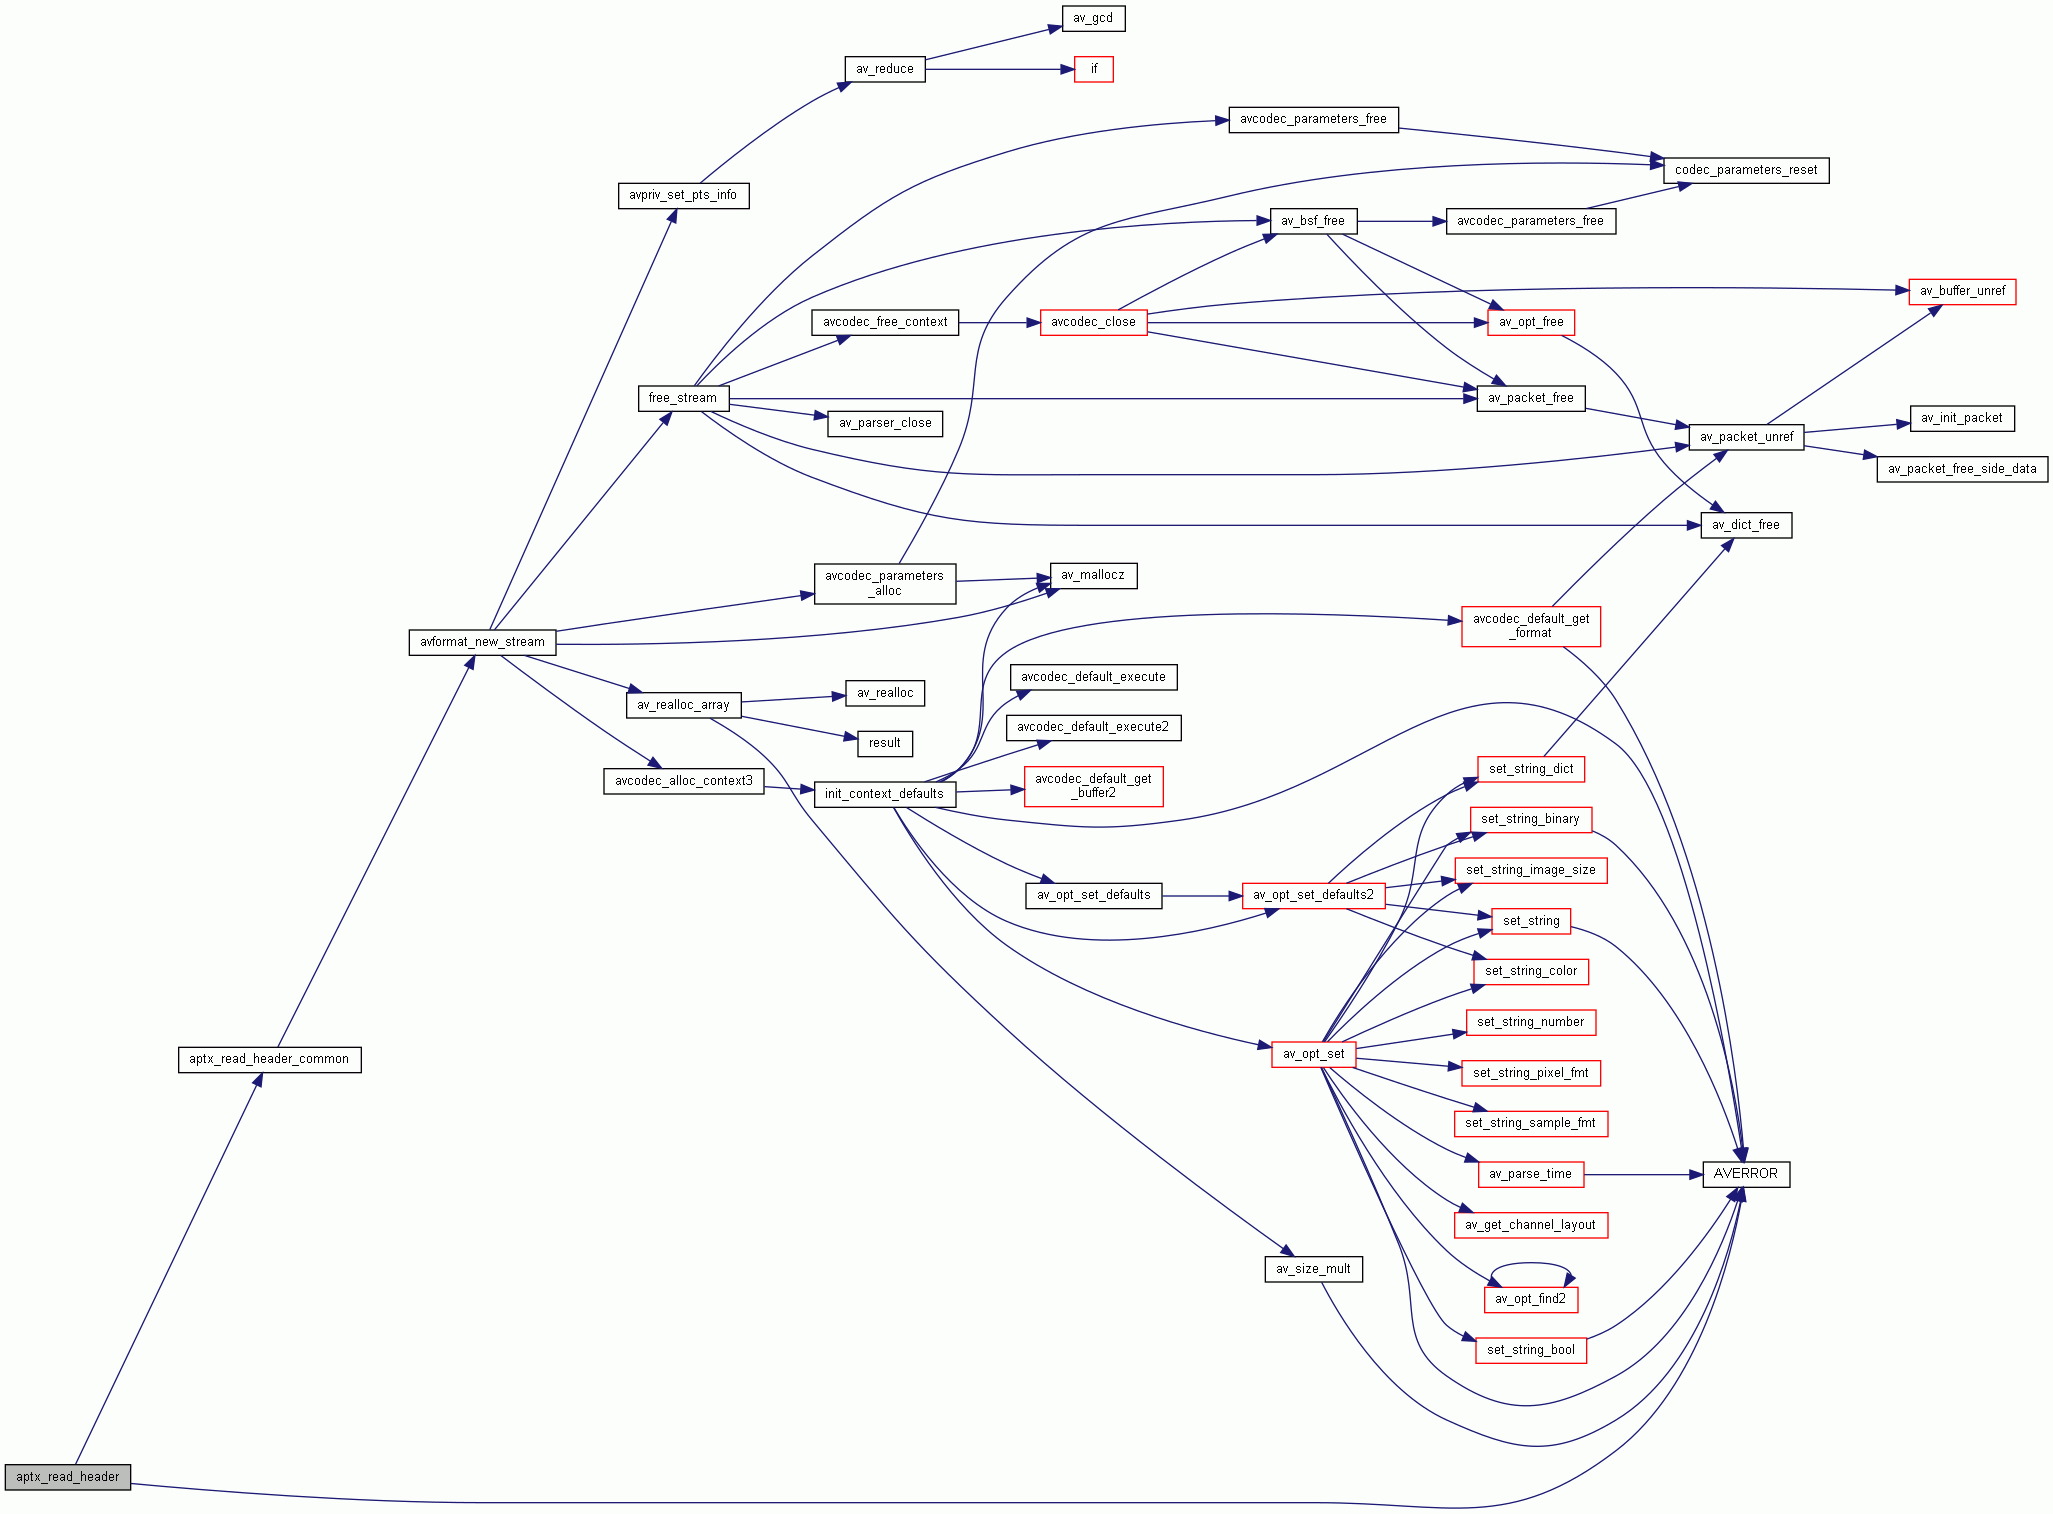 av_gcd
av_reduce
if
avcodec_parameters_free
codec_parameters_reset
avpriv_set_pts_info
av_bsf_free
avcodec_parameters_free
av_buffer_unref
avcodec_free_context
avcodec_close
av_opt_free
free_stream
av_packet_free
av_parser_close
av_init_packet
av_packet_unref
av_packet_free_side_data
av_dict_free
avcodec_parameters
_alloc
av_mallocz
avcodec_default_get
_format
avformat_new_stream
avcodec_default_execute
av_realloc
av_realloc_array
avcodec_default_execute2
result
set_string_dict
avcodec_alloc_context3
avcodec_default_get
_buffer2
init_context_defaults
set_string_binary
set_string_image_size
av_opt_set_defaults
av_opt_set_defaults2
set_string
set_string_color
set_string_number
av_opt_set
aptx_read_header_common
set_string_pixel_fmt
set_string_sample_fmt
av_parse_time
AVERROR
av_get_channel_layout
av_size_mult
av_opt_find2
set_string_bool
aptx_read_header